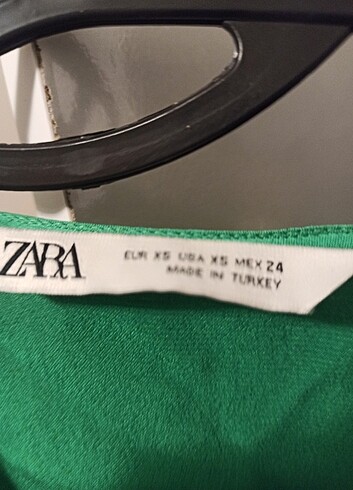 ZARA
EUR XS USA XS MEX 24
MADE IN TURKEY